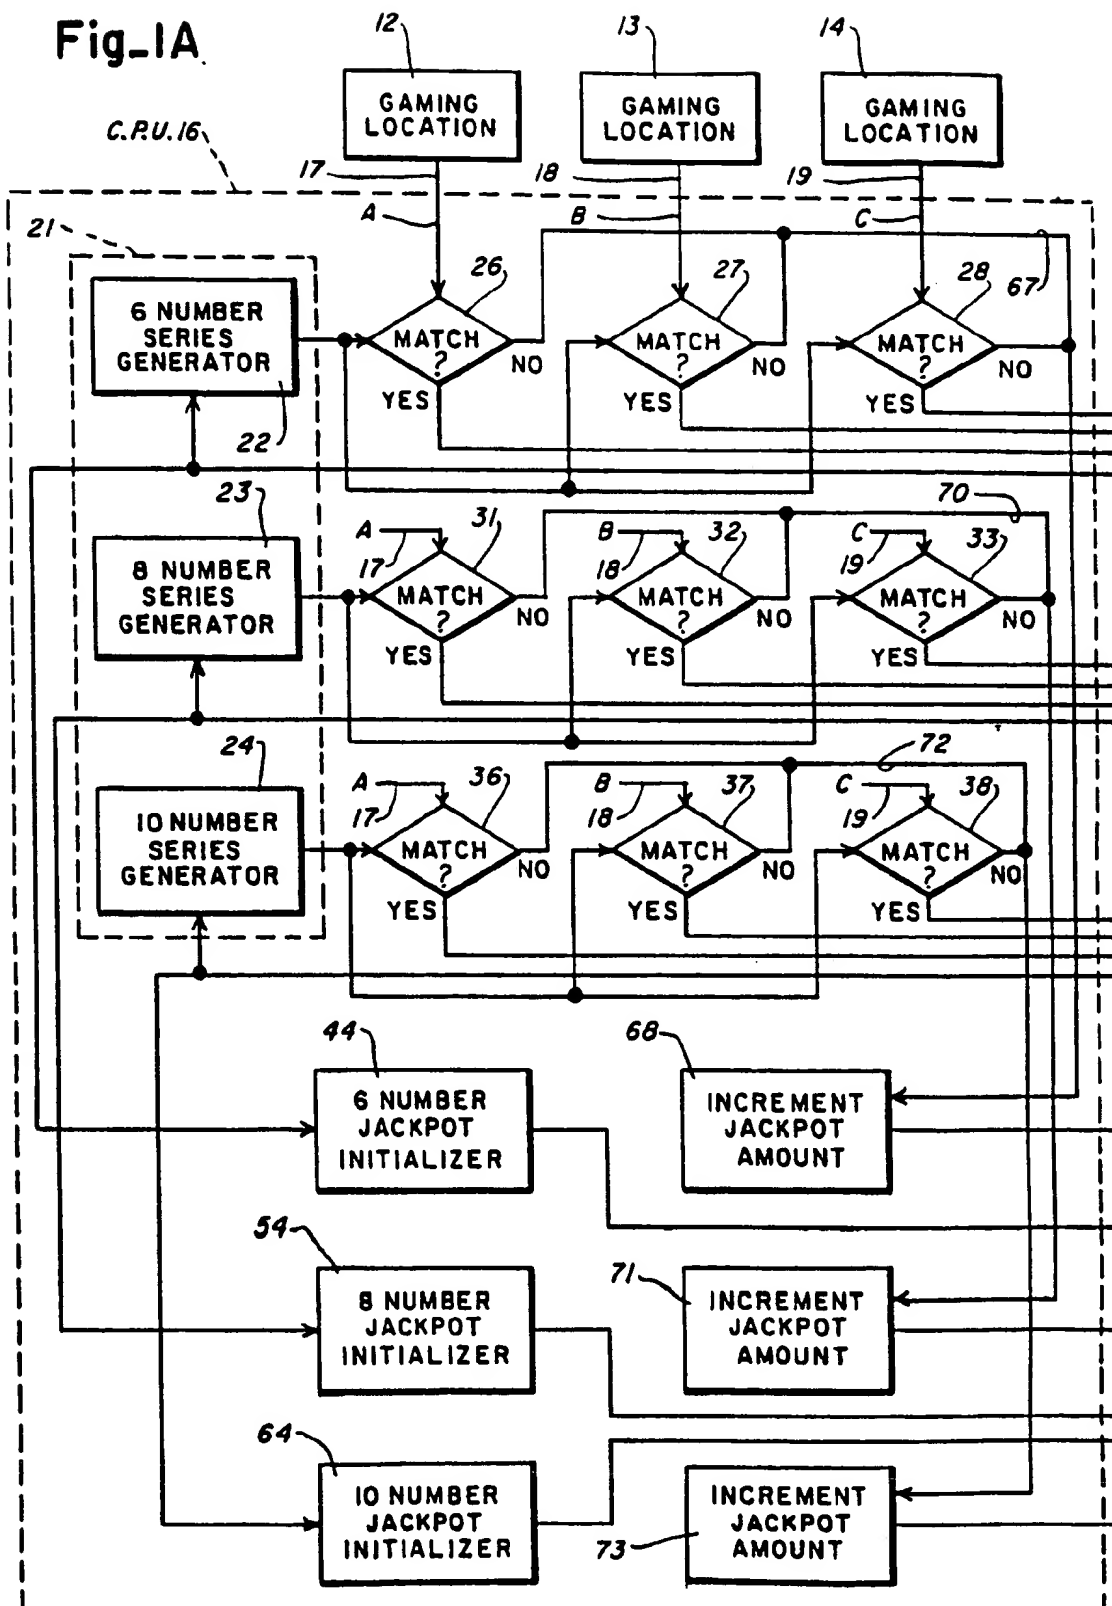 Fig_1A
12
13
14
GAMING
LOCATION
GAMING
LOCATION
GAMING
LOCATION
C.P.U. 16
17
18
19
A
B
C
21
26
27
28
67
6 NUMBER
SERIES
GENERATOR
MATCH
?
NO
YES
MATCH
?
NO
YES
MATCH
?
NO
YES
22
23
70
A
17
31
B
18
32
C
19
33
8 NUMBER
SERIES
GENERATOR
MATCH
?
NO
YES
MATCH
?
NO
YES
MATCH
?
NO
YES
24
72
A
17
36
B
18
37
C
19
38
10 NUMBER
SERIES
GENERATOR
MATCH
?
NO
YES
MATCH
?
NO
YES
MATCH
?
NO
YES
44
68
6 NUMBER
JACKPOT
INITIALIZER
INCREMENT
JACKPOT
AMOUNT
54
71
8 NUMBER
JACKPOT
INITIALIZER
INCREMENT
JACKPOT
AMOUNT
64
10 NUMBER
JACKPOT
INITIALIZER
INCREMENT
JACKPOT
AMOUNT
73